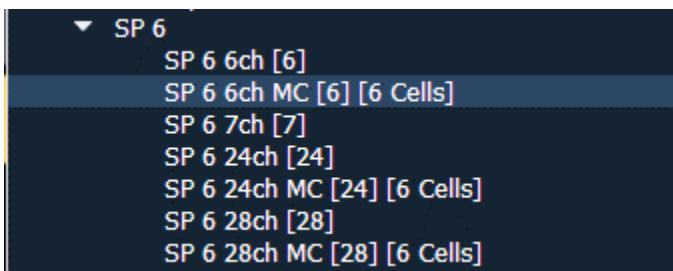 SP 6
SP 6 6ch [6]
SP 6 6ch MC [6] [6 Cells]
SP 6 7ch [7]
SP 6 24ch [24]
SP 6 24ch MC [24] [6 Cells]
SP 6 28ch [28]
SP 6 28ch MC [28] [6 Cells]